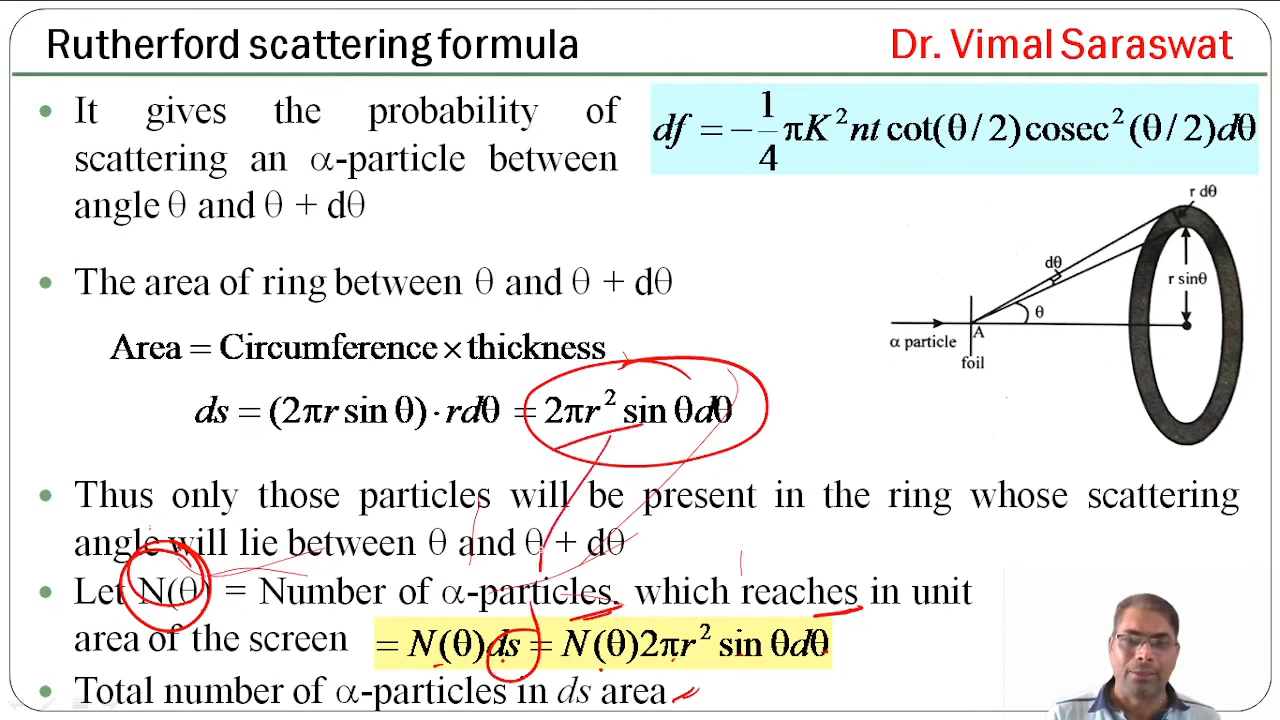 Rutherford scattering formula
Dr. Vimal Saraswat
• It gives the probability of
scattering an α-particle between
angle θ and θ + dθ
df = -1/4 πK²nt cot(θ/2)cosec²(θ/2)dθ
r dθ
dθ
r sinθ
θ
A
α particle
foil
• The area of ring between θ and θ + dθ
Area = Circumference × thickness
ds = (2πr sin θ) · rdθ = 2πr² sin θdθ
• Thus only those particles will be present in the ring whose scattering
angle will lie between θ and θ + dθ
• Let N(θ) = Number of α-particles, which reaches in unit
area of the screen
= N(θ)ds = N(θ)2πr² sin θdθ
• Total number of α-particles in ds area